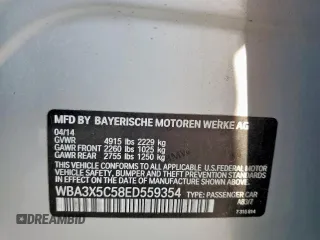 MFD BY BAYERISCHE MOTOREN WERKE AG
04/14
GVWR 4915 lbs 2229 kg
GAWR FRONT 2260 lbs 1025 kg
GAWR REAR 2755 lbs 1250 kg
THIS VEHICLE CONFORMS TO ALL APPLICABLE
FEDERAL MOTOR VEHICLE SAFETY,
BUMPER, AND THEFT PREVENTION
STANDARDS IN EFFECT ON THE DATE OF
MANUFACTURE SHOWN ABOVE.
WBA3X5C58ED559354 TYPE: PASSENGER CAR
DREAMBID